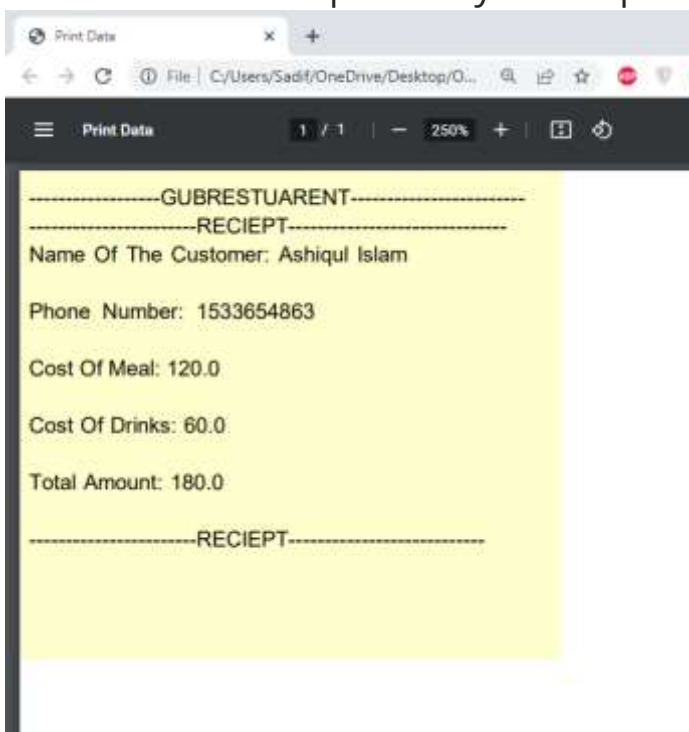 Print Data
File | C:/Users/Sadif/OneDrive/Desktop/O...
Print Data 1 / 1 | — 250% +
-------------------GUBRESTUARENT-------------------------
------------------------RECIEPT--------------------------------
Name Of The Customer: Ashiqul Islam
Phone Number: 1533654863
Cost Of Meal: 120.0
Cost Of Drinks: 60.0
Total Amount: 180.0
------------------------RECIEPT-----------------------------